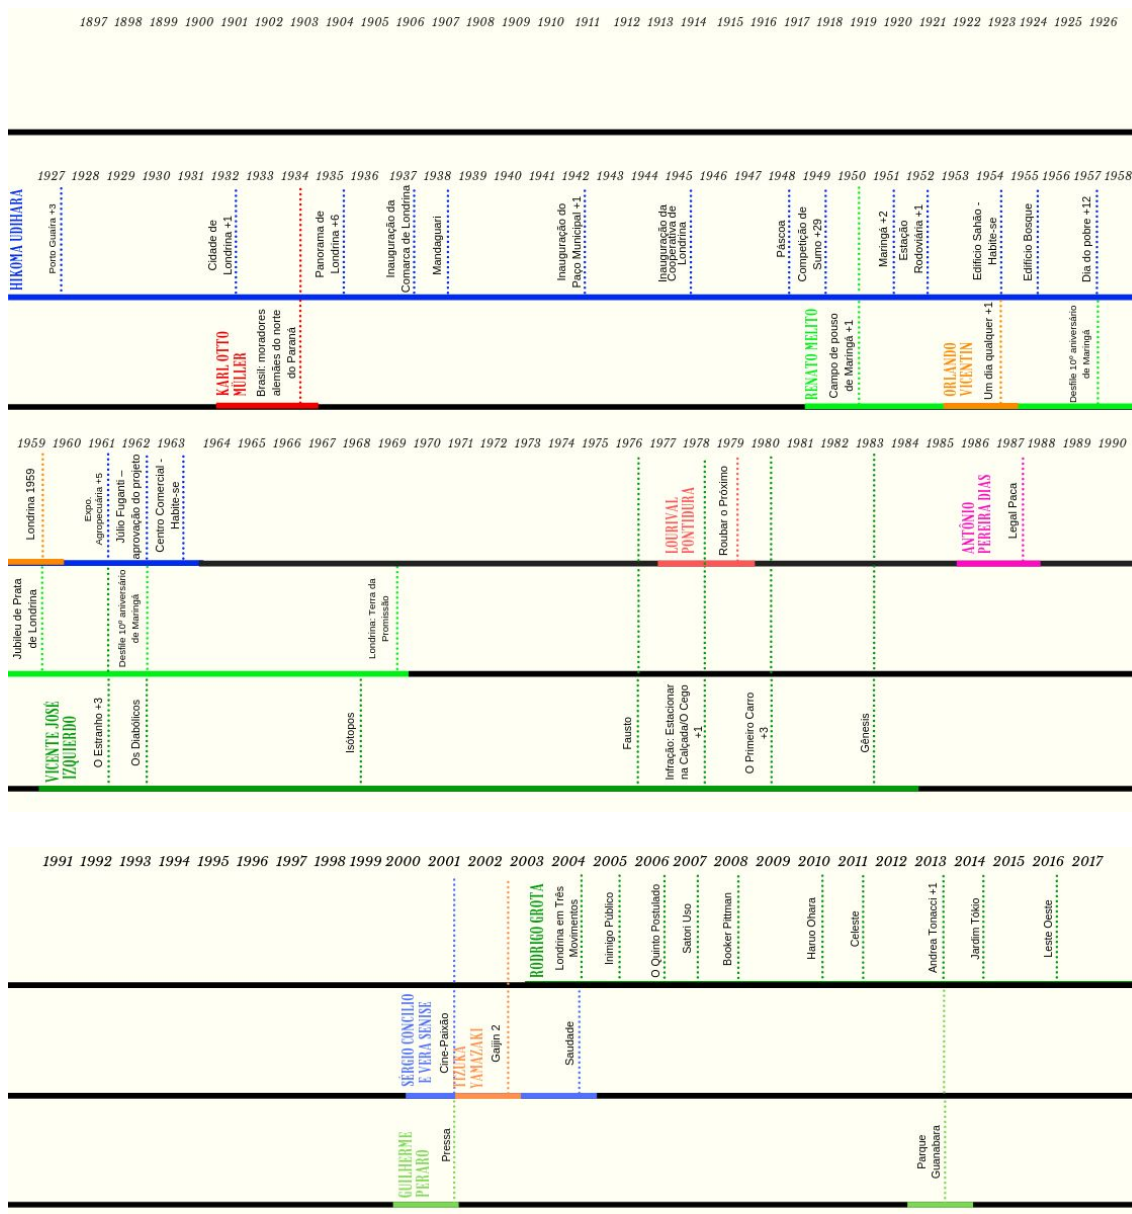 1897 1898 1899 1900 1901 1902 1903 1904 1905 1906 1907 1908 1909 1910 1911 1912 1913 1914 1915 1916 1917 1918 1919 1920 1921 1922 1923 1924 1925 1926
1927 1928 1929 1930 1931 1932 1933 1934 1935 1936 1937 1938 1939 1940 1941 1942 1943 1944 1945 1946 1947 1948 1949 1950 1951 1952 1953 1954 1955 1956 1957 1958
HIKOMA UDIHARA
Porto Guaíra +3
Cidade de
Londrina +1
Panorama de
Londrina +6
Inauguração da
Comarca de Londrina
Mandaguari
Inauguração do
Paço Municipal +1
Inauguração da
Cooperativa de
Londrina
Páscoa
Competição de
Sumo +29
Maringá +2
Estação
Rodoviária +1
Edifício Sahão -
Habite-se
Edifício Bosque
Dia do pobre +12
KARL OTTO
MÜLLER
Brasil: moradores
alemães do norte
do Paraná
RENATO MELITO
Campo de pouso
de Maringá +1
ORLANDO
VICENTIN
Um dia qualquer +1
Desfile 10º aniversário
de Maringá
1959 1960 1961 1962 1963 1964 1965 1966 1967 1968 1969 1970 1971 1972 1973 1974 1975 1976 1977 1978 1979 1980 1981 1982 1983 1984 1985 1986 1987 1988 1989 1990
Londrina 1959
Expo.
Agropecuária +5
Júlio Fuganti –
aprovação do projeto
Centro Comercial -
Habite-se
LOURIVAL
PONTIDURA
Roubar o Próximo
ANTÔNIO
PEREIRA DIAS
Legal Paca
Jubileu de Prata
de Londrina
Desfile 10º aniversário
de Maringá
Londrina: Terra da
Promissão
VICENTE JOSÉ
IZQUIERDO
O Estranho +3
Os Diabólicos
Isótopos
Fausto
Infração: Estacionar
na Calçada/O Cego
+1
O Primeiro Carro
+3
Gênesis
1991 1992 1993 1994 1995 1996 1997 1998 1999 2000 2001 2002 2003 2004 2005 2006 2007 2008 2009 2010 2011 2012 2013 2014 2015 2016 2017
RODRIGO GROTA
Londrina em Três
Movimentos
Inimigo Público
O Quinto Postulado
Satori Uso
Booker Pittman
Haruo Ohara
Celeste
Andrea Tonacci +1
Jardim Tókio
Leste Oeste
SÉRGIO CONCILIO
E VERA SENISE
Cine-Paixão
TIZUKA
YAMAZAKI
Gaijin 2
Saudade
GUILHERME
PERARO
Pressa
Parque
Guanabara